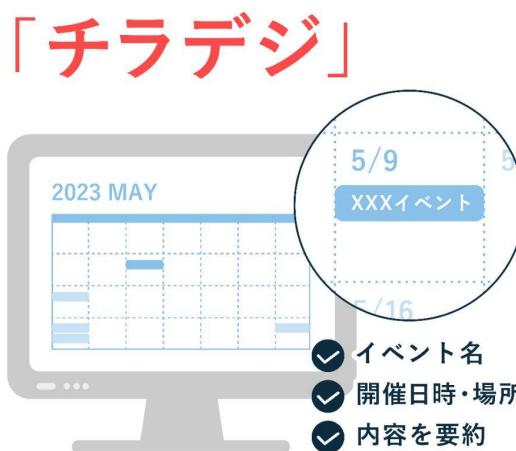 「チラデジ」
2023 MAY
5/9
5
XXXイベント
5/16
イベント名
開催日時・場所
内容を要約